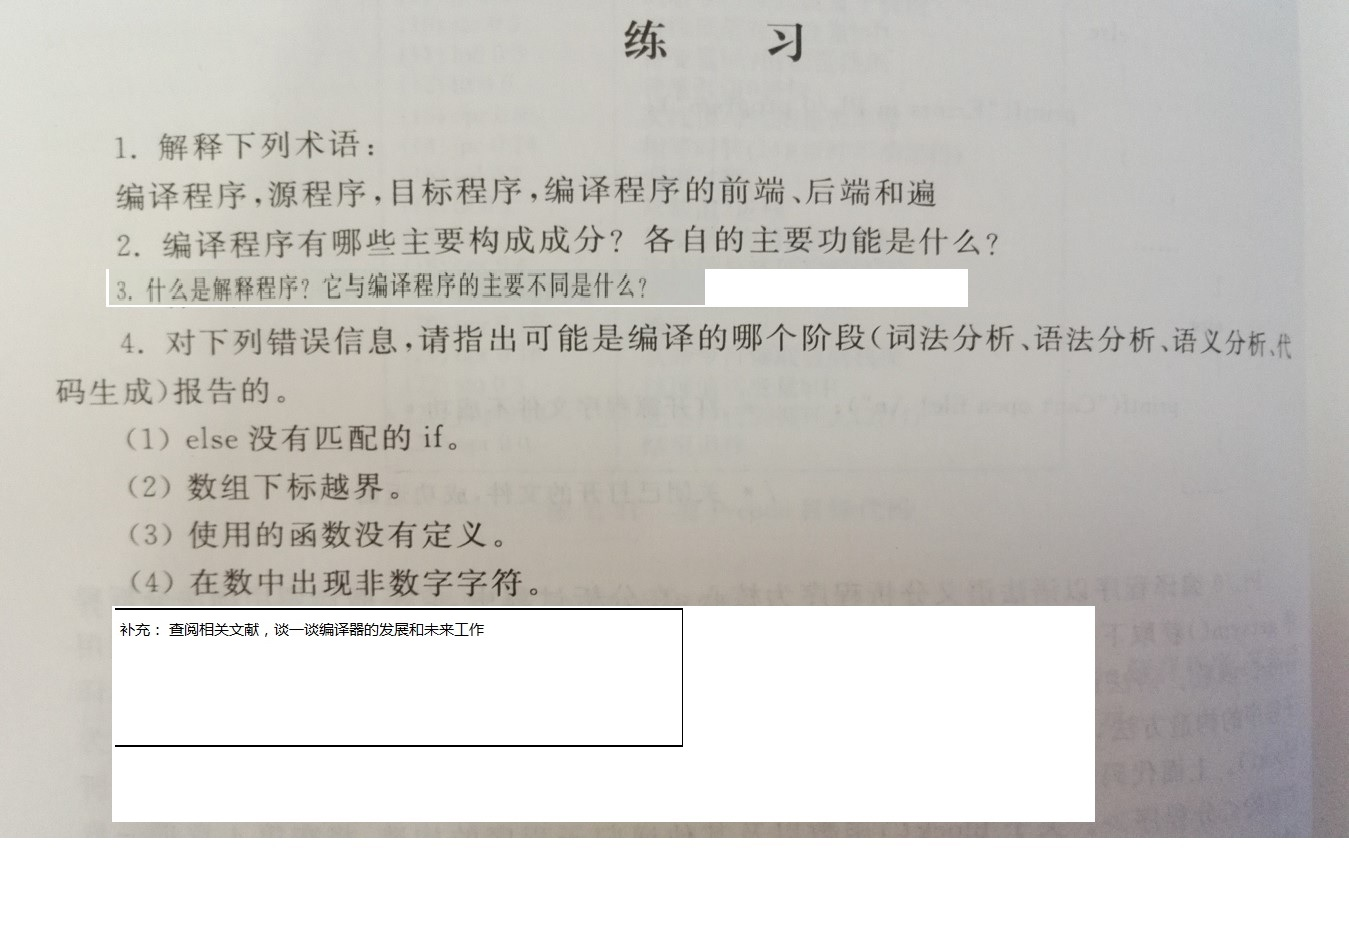 练 习
1. 解释下列术语：
编译程序，源程序，目标程序，编译程序的前端、后端和遍
2. 编译程序有哪些主要构成成分？各自的主要功能是什么？
3. 什么是解释程序？它与编译程序的主要不同是什么？
4. 对下列错误信息，请指出可能是编译的哪个阶段（词法分析、语法分析、语义分析、代
码生成）报告的。
（1）else 没有匹配的 if。
（2）数组下标越界。
（3）使用的函数没有定义。
（4）在数中出现非数字字符。
补充： 查阅相关文献，谈一谈编译器的发展和未来工作